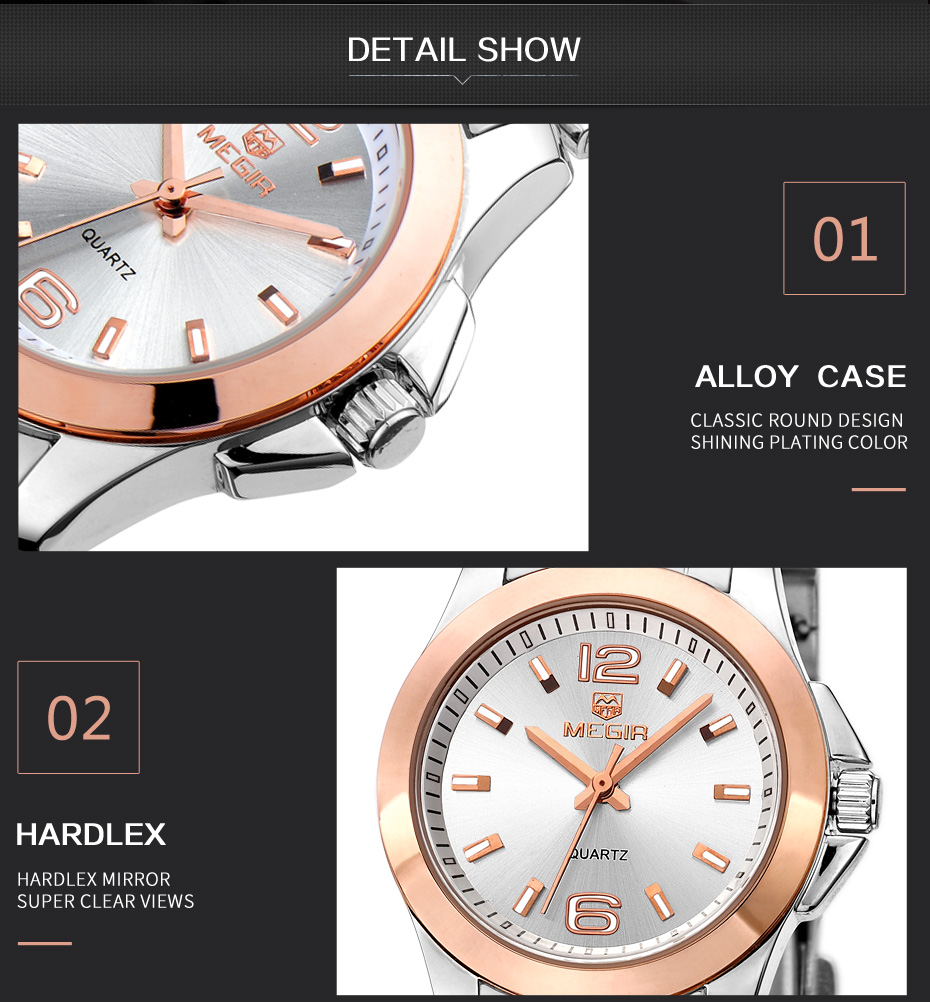 DETAIL SHOW
MEGIR
QUARTZ
6
01
ALLOY CASE
CLASSIC ROUND DESIGN
SHINING PLATING COLOR
12
MEGIR
QUARTZ
6
02
HARDLEX
HARDLEX MIRROR
SUPER CLEAR VIEWS